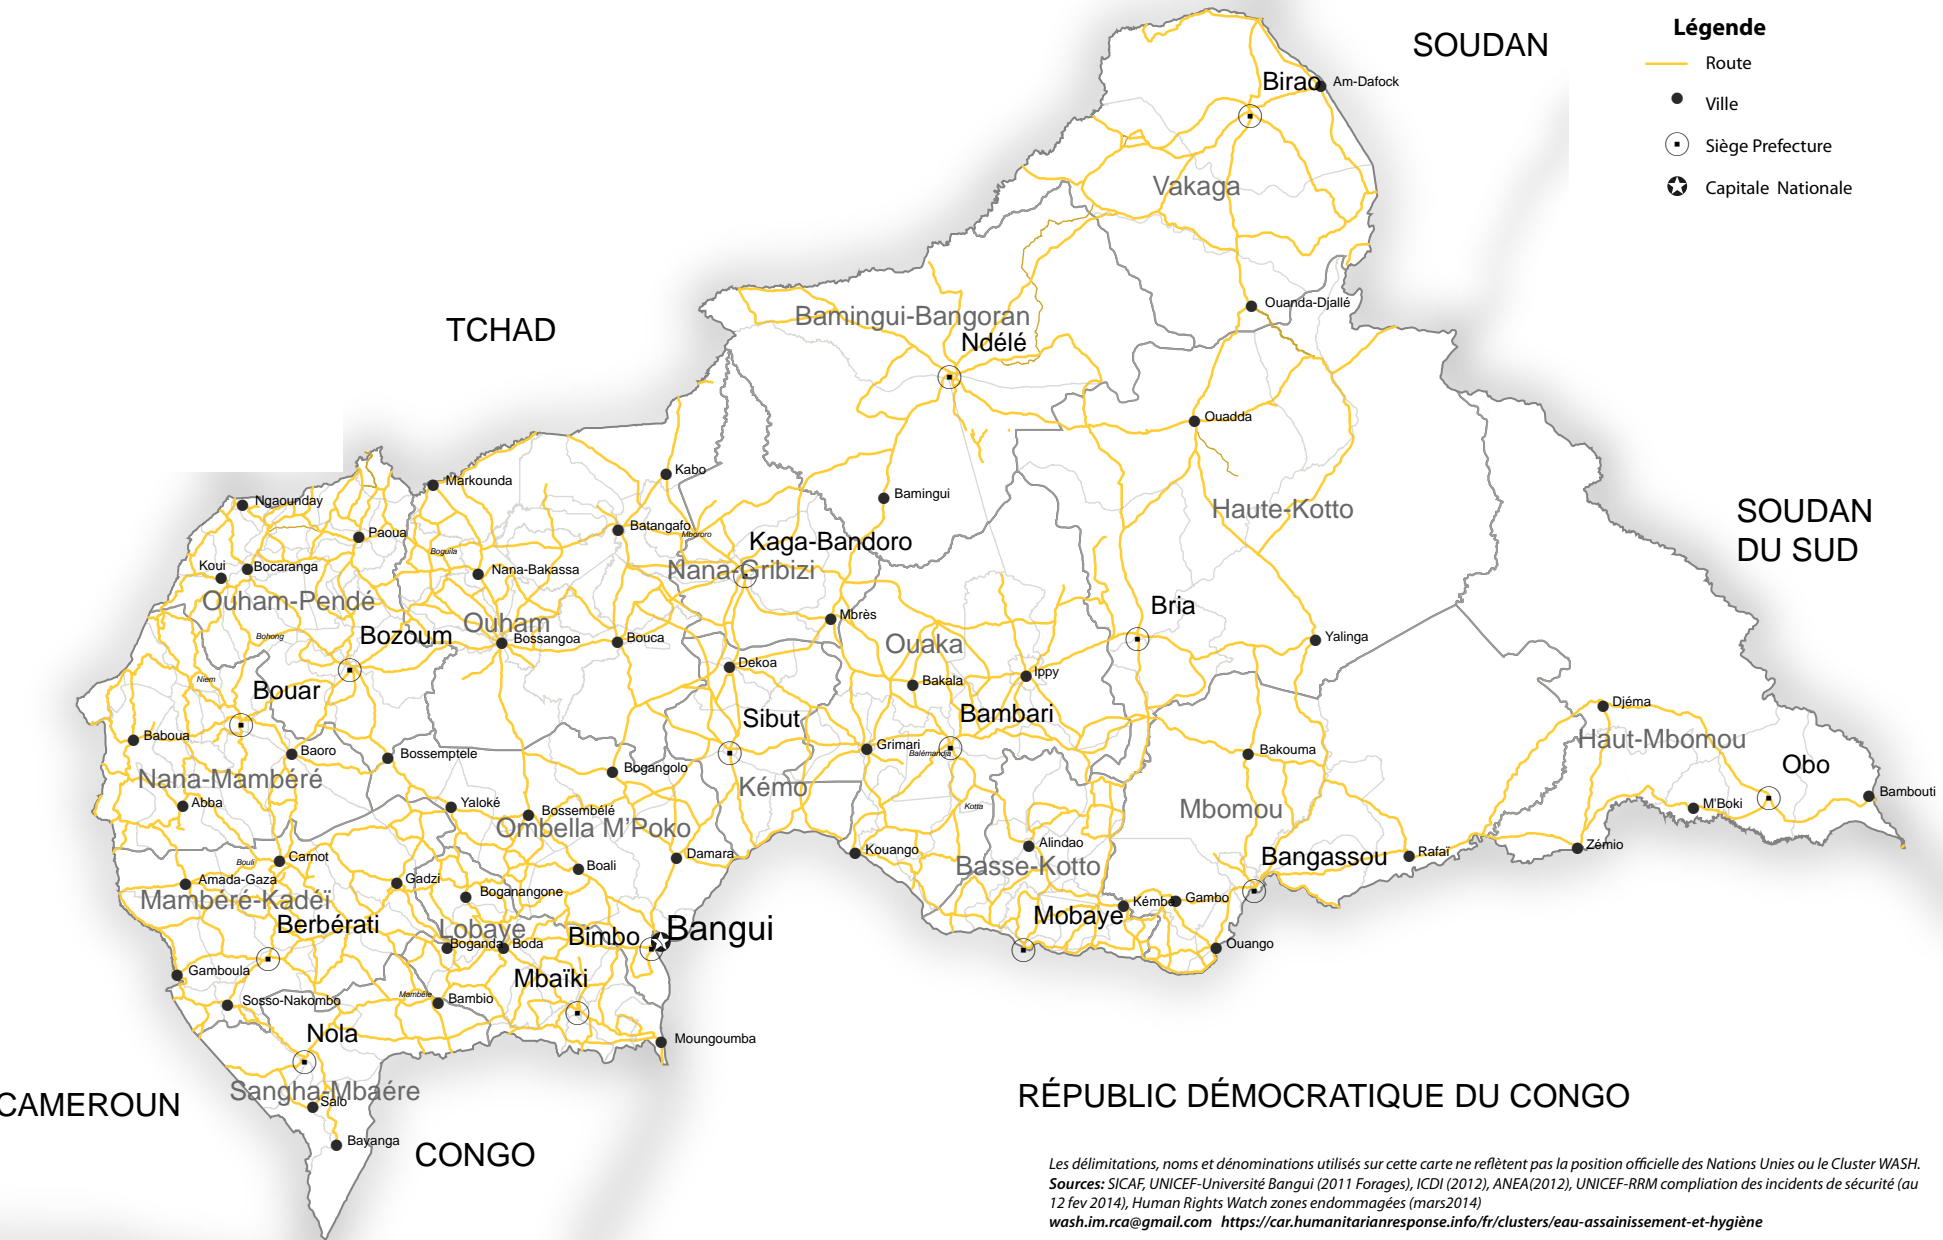 Légende
Route
Ville
Siège Prefecture
Capitale Nationale
SOUDAN
Birao
Am-Dafock
Vakaga
Ouanda-Djallé
TCHAD
Bamingui-Bangoran
Ndélé
Ouadda
Kabo
Markounda
Bamingui
Ngaounday
Haute-Kotto
SOUDAN
DU SUD
Paoua
Batangafo
Mbororo
Kaga-Bandoro
Boguila
Koui
Bocaranga
Nana-Bakassa
Nana-Gribizi
Ouham-Pendé
Bria
Mbrès
Ouham
Bohong
Bozoum
Bossangoa
Bouca
Ouaka
Yalinga
Dekoa
Niem
Bouar
Bakala
Ippy
Djéma
Sibut
Bambari
Baboua
Baoro
Bossemptele
Grimari
Balémandja
Bakouma
Haut-Mbomou
Obo
Bogangolo
Nana-Mambéré
Kémo
Abba
Yaloké
Bossembélé
Kotta
Mbomou
M'Boki
Bambouti
Ombella M'Poko
Alindao
Zémio
Bouli
Carnot
Boali
Damara
Kouango
Basse-Kotto
Bangassou
Rafaï
Amada-Gaza
Gadzi
Boganangone
Mambéré-Kadéï
Kémbe
Gambo
Berbérati
Lobaye
Bimbo
Bangui
Mobaye
Boganda
Boda
Ouango
Gamboula
Mbaïki
Sosso-Nakombo
Mambéle
Bambio
Nola
Moungoumba
Sangha-Mbaére
Salo
CAMEROUN
RÉPUBLIC DÉMOCRATIQUE DU CONGO
Bayanga
CONGO
Les délimitations, noms et dénominations utilisés sur cette carte ne reflètent pas la position officielle des Nations Unies ou le Cluster WASH.
Sources: SICAF, UNICEF-Université Bangui (2011 Forages), ICDI (2012), ANEA(2012), UNICEF-RRM compliation des incidents de sécurité (au
12 fev 2014), Human Rights Watch zones endommagées (mars2014)
wash.im.rca@gmail.com https://car.humanitarianresponse.info/fr/clusters/eau-assainissement-et-hygiène